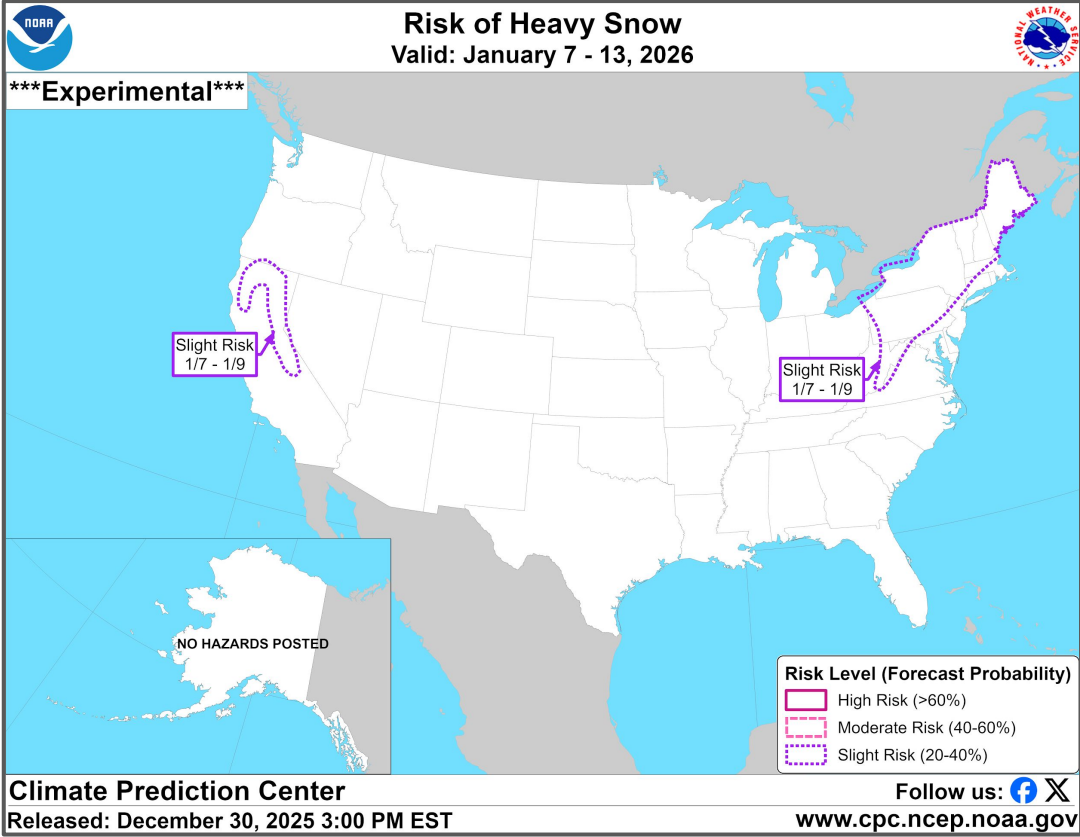 NOAA
Risk of Heavy Snow
Valid: January 7 - 13, 2026
NATIONAL WEATHER SERVICE
***Experimental***
Slight Risk
1/7 - 1/9
Slight Risk
1/7 - 1/9
NO HAZARDS POSTED
Risk Level (Forecast Probability)
High Risk (>60%)
Moderate Risk (40-60%)
Slight Risk (20-40%)
Climate Prediction Center
Follow us:
Released: December 30, 2025 3:00 PM EST
www.cpc.ncep.noaa.gov